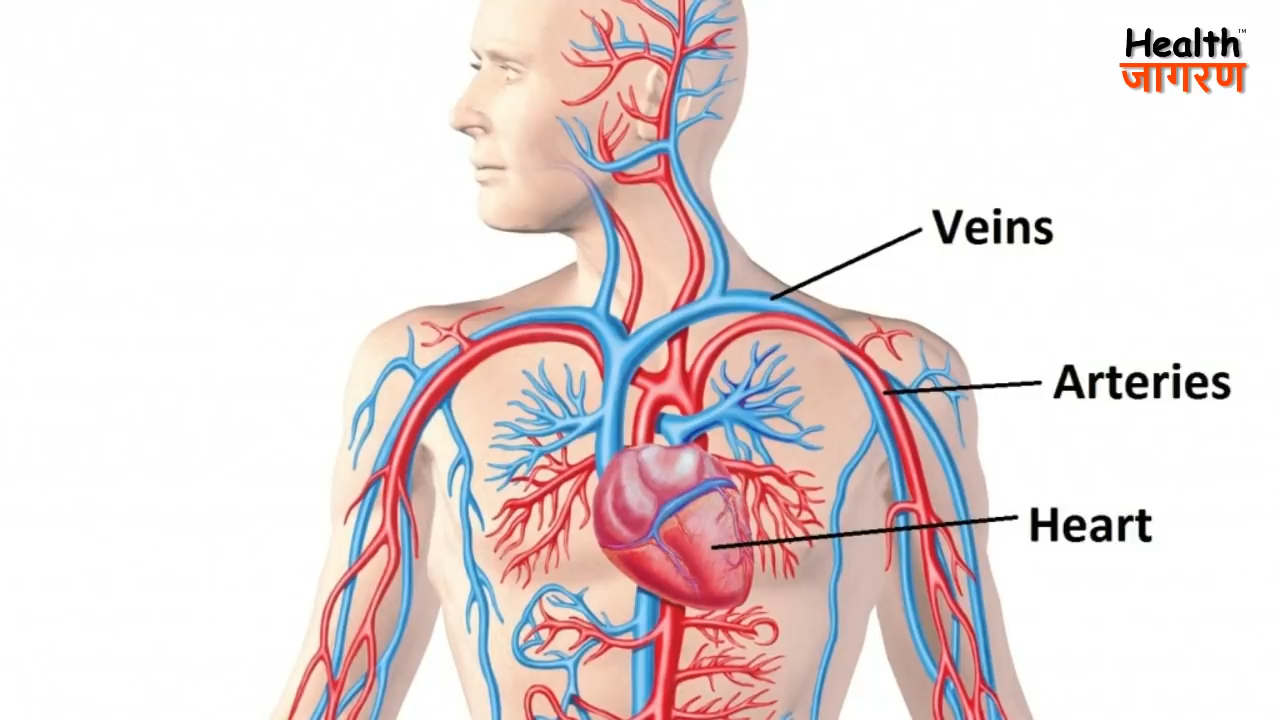 Health™
जागरण
Veins
Arteries
Heart